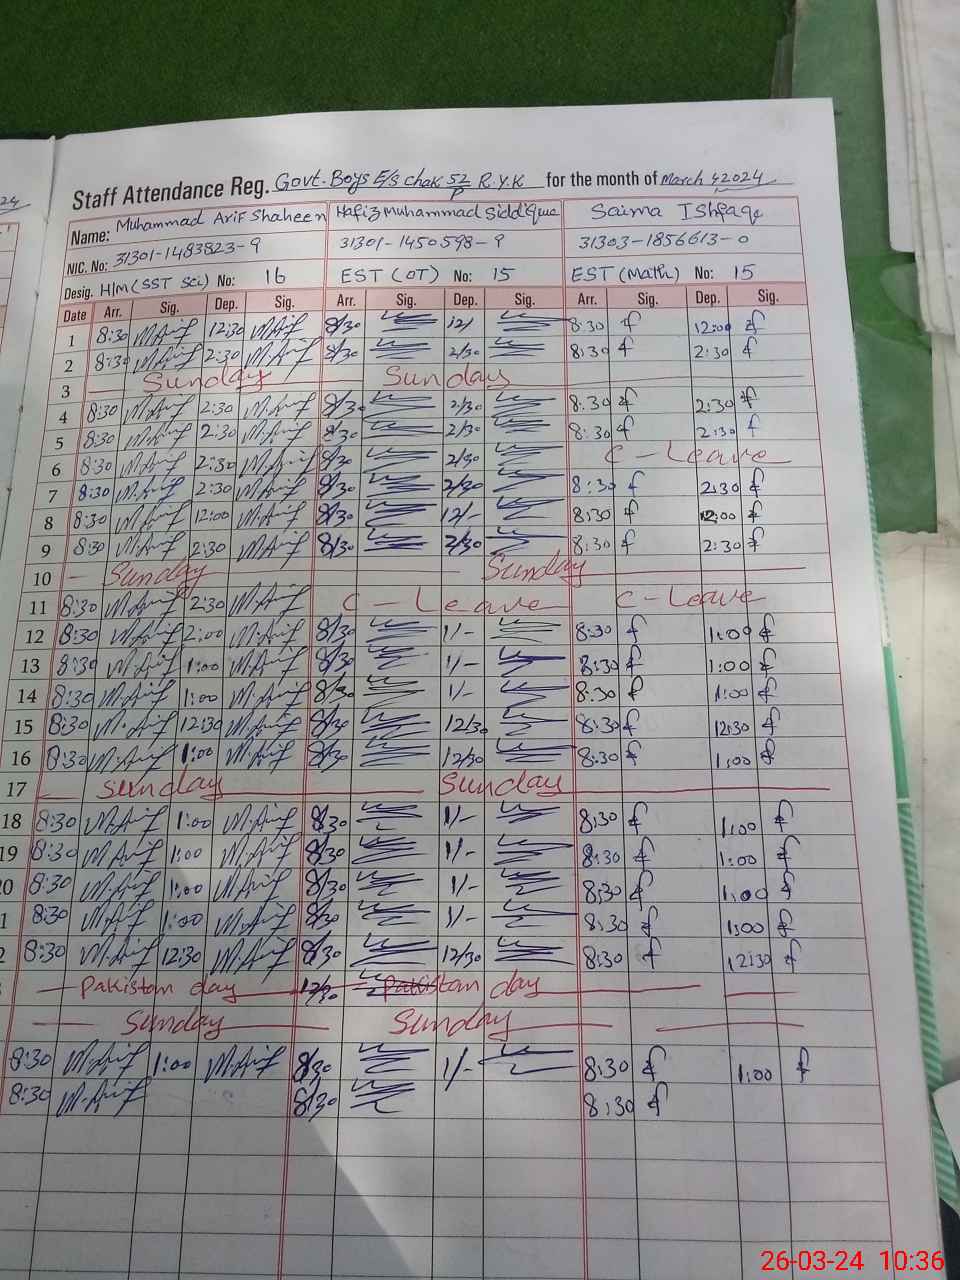 24
Staff Attendance Reg. Govt. Boys E/s chak 52/P R.Y.K for the month of March 2024
Name: Muhammad Arif Shaheen Hafiz Muhammad Siddique Saima Ishfaq
NIC. No: 31301-1483823-9 31301-1450598-9 31303-1856613-0
Desig. H/M (SST Sci) No: 16 EST (OT) No: 15 EST (Math) No: 15
Date Arr. Sig. Dep. Sig. Arr. Sig. Dep. Sig. Arr. Sig. Dep. Sig.
1 8:30 M.Arif 12:30 M.Arif 8/30 12/ 8:30 12:00
2 8:30 M.Arif 2:30 M.Arif 8/30 2/30 8:30 2:30
3 Sunday Sunday
4 8:30 M.Arif 2:30 M.Arif 8/30 2/30 8:30 2:30
5 8:30 M.Arif 2:30 M.Arif 8/30 2/30 8:30 2:30
6 8:30 M.Arif 2:30 M.Arif 8/30 2/30 C - Leave
7 8:30 M.Arif 2:30 M.Arif 8/30 2/30 8:30 2:30
8 8:30 M.Arif 12:00 M.Arif 8/30 12/- 8:30 12:00
9 8:30 M.Arif 2:30 M.Arif 8/30 2/30 8:30 2:30
10 - Sunday - Sunday
11 8:30 M.Arif 2:30 M.Arif C - Leave C - Leave
12 8:30 M.Arif 2:00 M.Arif 8/30 1/- 8:30 1:00
13 8:30 M.Arif 1:00 M.Arif 8/30 1/- 8:30 1:00
14 8:30 M.Arif 1:00 M.Arif 8/30 1/- 8:30 1:00
15 8:30 M.Arif 12:30 M.Arif 8/30 12/30 8:30 12:30
16 8:30 M.Arif 1:00 M.Arif 8/30 12/30 8:30 1:00
17 Sunday Sunday
18 8:30 M.Arif 1:00 M.Arif 8/30 1/- 8:30 1:00
19 8:30 M.Arif 1:00 M.Arif 8/30 1/- 8:30 1:00
0 8:30 M.Arif 1:00 M.Arif 8/30 1/- 8:30 1:00
1 8:30 M.Arif 1:00 M.Arif 8/30 1/- 8:30 1:00
2 8:30 M.Arif 12:30 M.Arif 8/30 12/30 8:30 12:30
Pakistan day 12/30 Pakistan day
Sunday Sunday
8:30 M.Arif 1:00 M.Arif 8/30 1/- 8:30 1:00
8:30 M.Arif 8/30 8:30
26-03-24 10:36